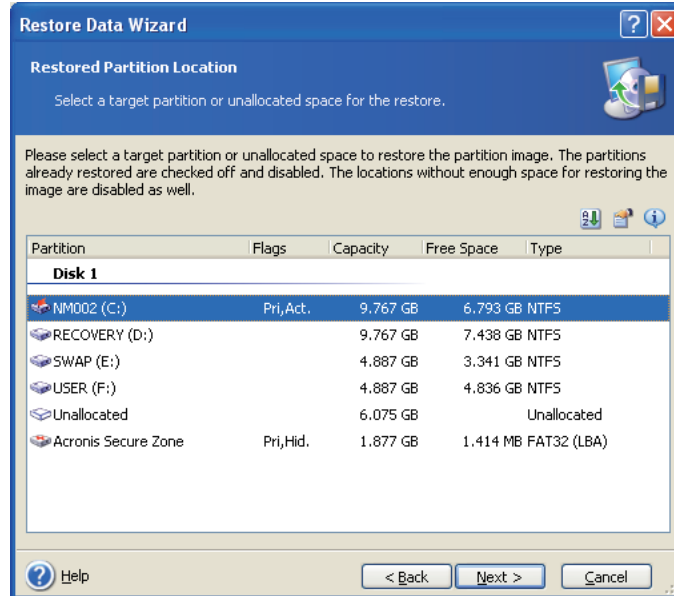 Restore Data Wizard
Restored Partition Location
Select a target partition or unallocated space for the restore.
Please select a target partition or unallocated space to restore the partition image. The partitions
already restored are checked off and disabled. The locations without enough space for restoring the
image are disabled as well.
Partition Flags Capacity Free Space Type
Disk 1
NM002 (C:) Pri,Act. 9.767 GB 6.793 GB NTFS
RECOVERY (D:) 9.767 GB 7.438 GB NTFS
SWAP (E:) 4.887 GB 3.341 GB NTFS
USER (F:) 4.887 GB 4.836 GB NTFS
Unallocated 6.075 GB Unallocated
Acronis Secure Zone Pri,Hid. 1.877 GB 1.414 MB FAT32 (LBA)
Help < Back Next > Cancel